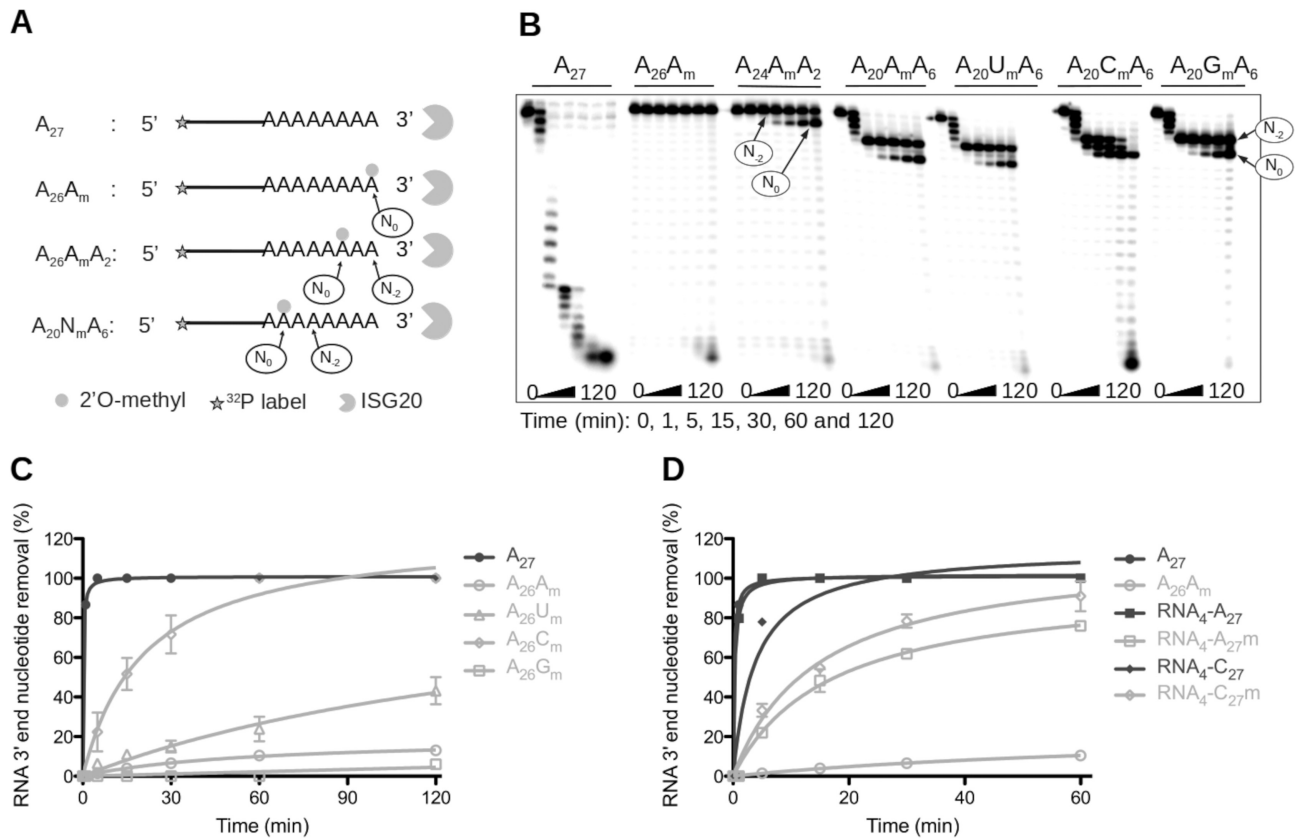 A
A27 : 5’ AAAAAAAA 3’
A26Am : 5’ AAAAAAAA 3’
N0
A26AmA2: 5’ AAAAAAAA 3’
N0 N-2
A20NmA6: 5’ AAAAAAAA 3’
N0 N-2
2’O-methyl 32P label ISG20
B
A27 A26Am A24AmA2 A20AmA6 A20UmA6 A20CmA6 A20GmA6
N-2
N-2
N0
N0
0 120 0 120 0 120 0 120 0 120 0 120 0 120
Time (min): 0, 1, 5, 15, 30, 60 and 120
C
RNA 3’ end nucleotide removal (%)
120
100
80
60
40
20
0
0 30 60 90 120
Time (min)
A27
A26Am
A26Um
A26Cm
A26Gm
D
RNA 3’ end nucleotide removal (%)
120
100
80
60
40
20
0
0 20 40 60
Time (min)
A27
A26Am
RNA4-A27
RNA4-A27m
RNA4-C27
RNA4-C27m